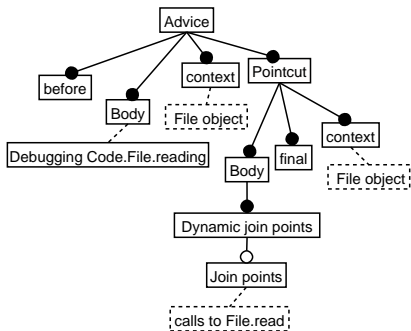 Advice
before
Body
context
Pointcut
File object
Debugging Code.File.reading
Body
final
context
File object
Dynamic join points
Join points
calls to File.read